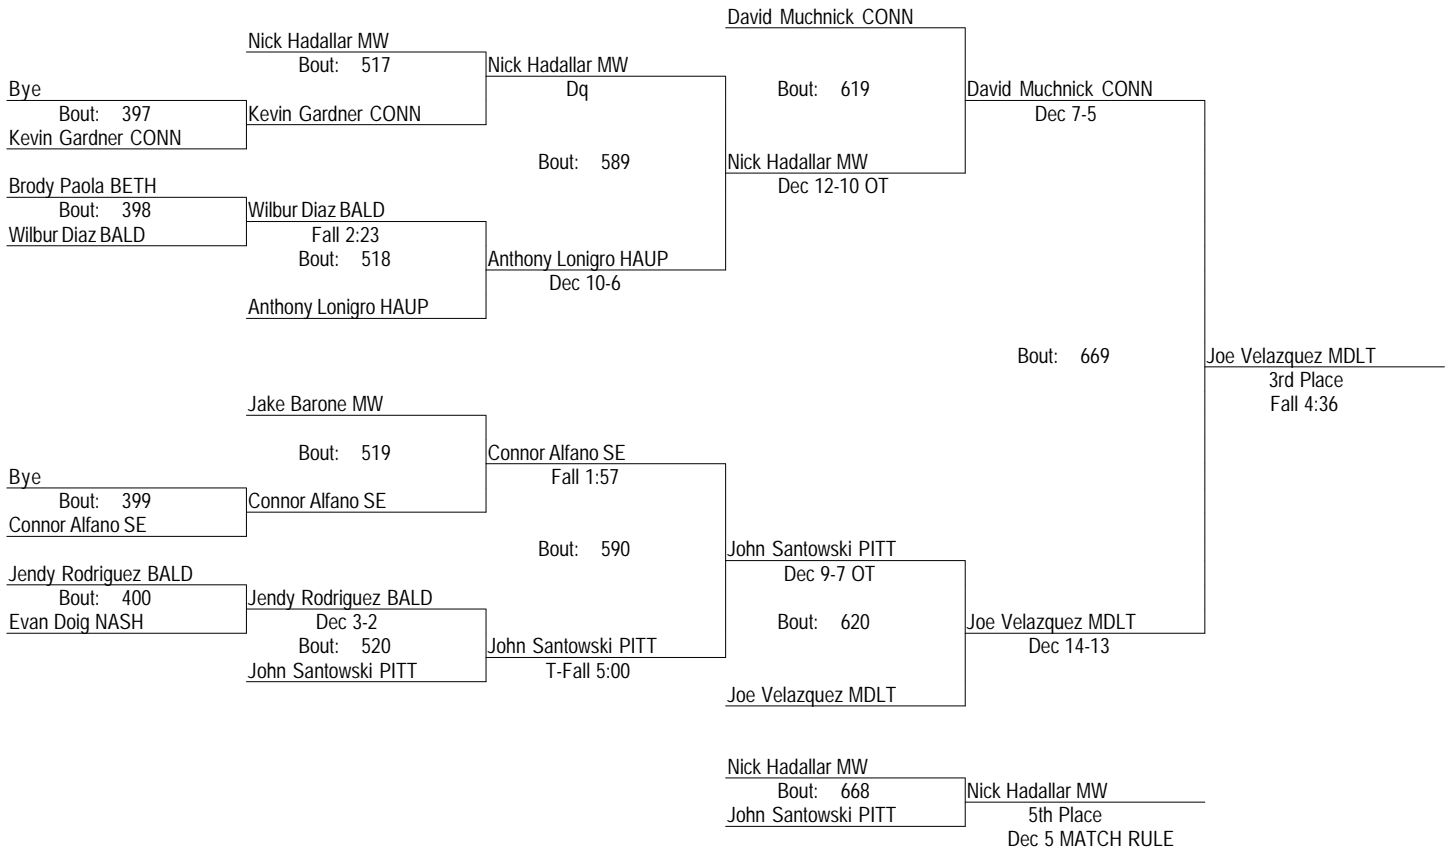 David Muchnick CONN
Nick Hadallar MW
Bout: 517
Nick Hadallar MW
Dq
Bye
Bout: 397
Kevin Gardner CONN
Kevin Gardner CONN
Bout: 619
David Muchnick CONN
Dec 7-5
Bout: 589
Nick Hadallar MW
Dec 12-10 OT
Brody Paola BETH
Bout: 398
Wilbur Diaz BALD
Wilbur Diaz BALD
Fall 2:23
Bout: 518
Anthony Lonigro HAUP
Dec 10-6
Anthony Lonigro HAUP
Bout: 669
Joe Velazquez MDLT
3rd Place
Fall 4:36
Jake Barone MW
Bout: 519
Connor Alfano SE
Fall 1:57
Bye
Bout: 399
Connor Alfano SE
Connor Alfano SE
Bout: 590
John Santowski PITT
Dec 9-7 OT
Jendy Rodriguez BALD
Bout: 400
Evan Doig NASH
Jendy Rodriguez BALD
Dec 3-2
Bout: 520
John Santowski PITT
John Santowski PITT
T-Fall 5:00
Bout: 620
Joe Velazquez MDLT
Dec 14-13
Joe Velazquez MDLT
Nick Hadallar MW
Bout: 668
John Santowski PITT
Nick Hadallar MW
5th Place
Dec 5 MATCH RULE